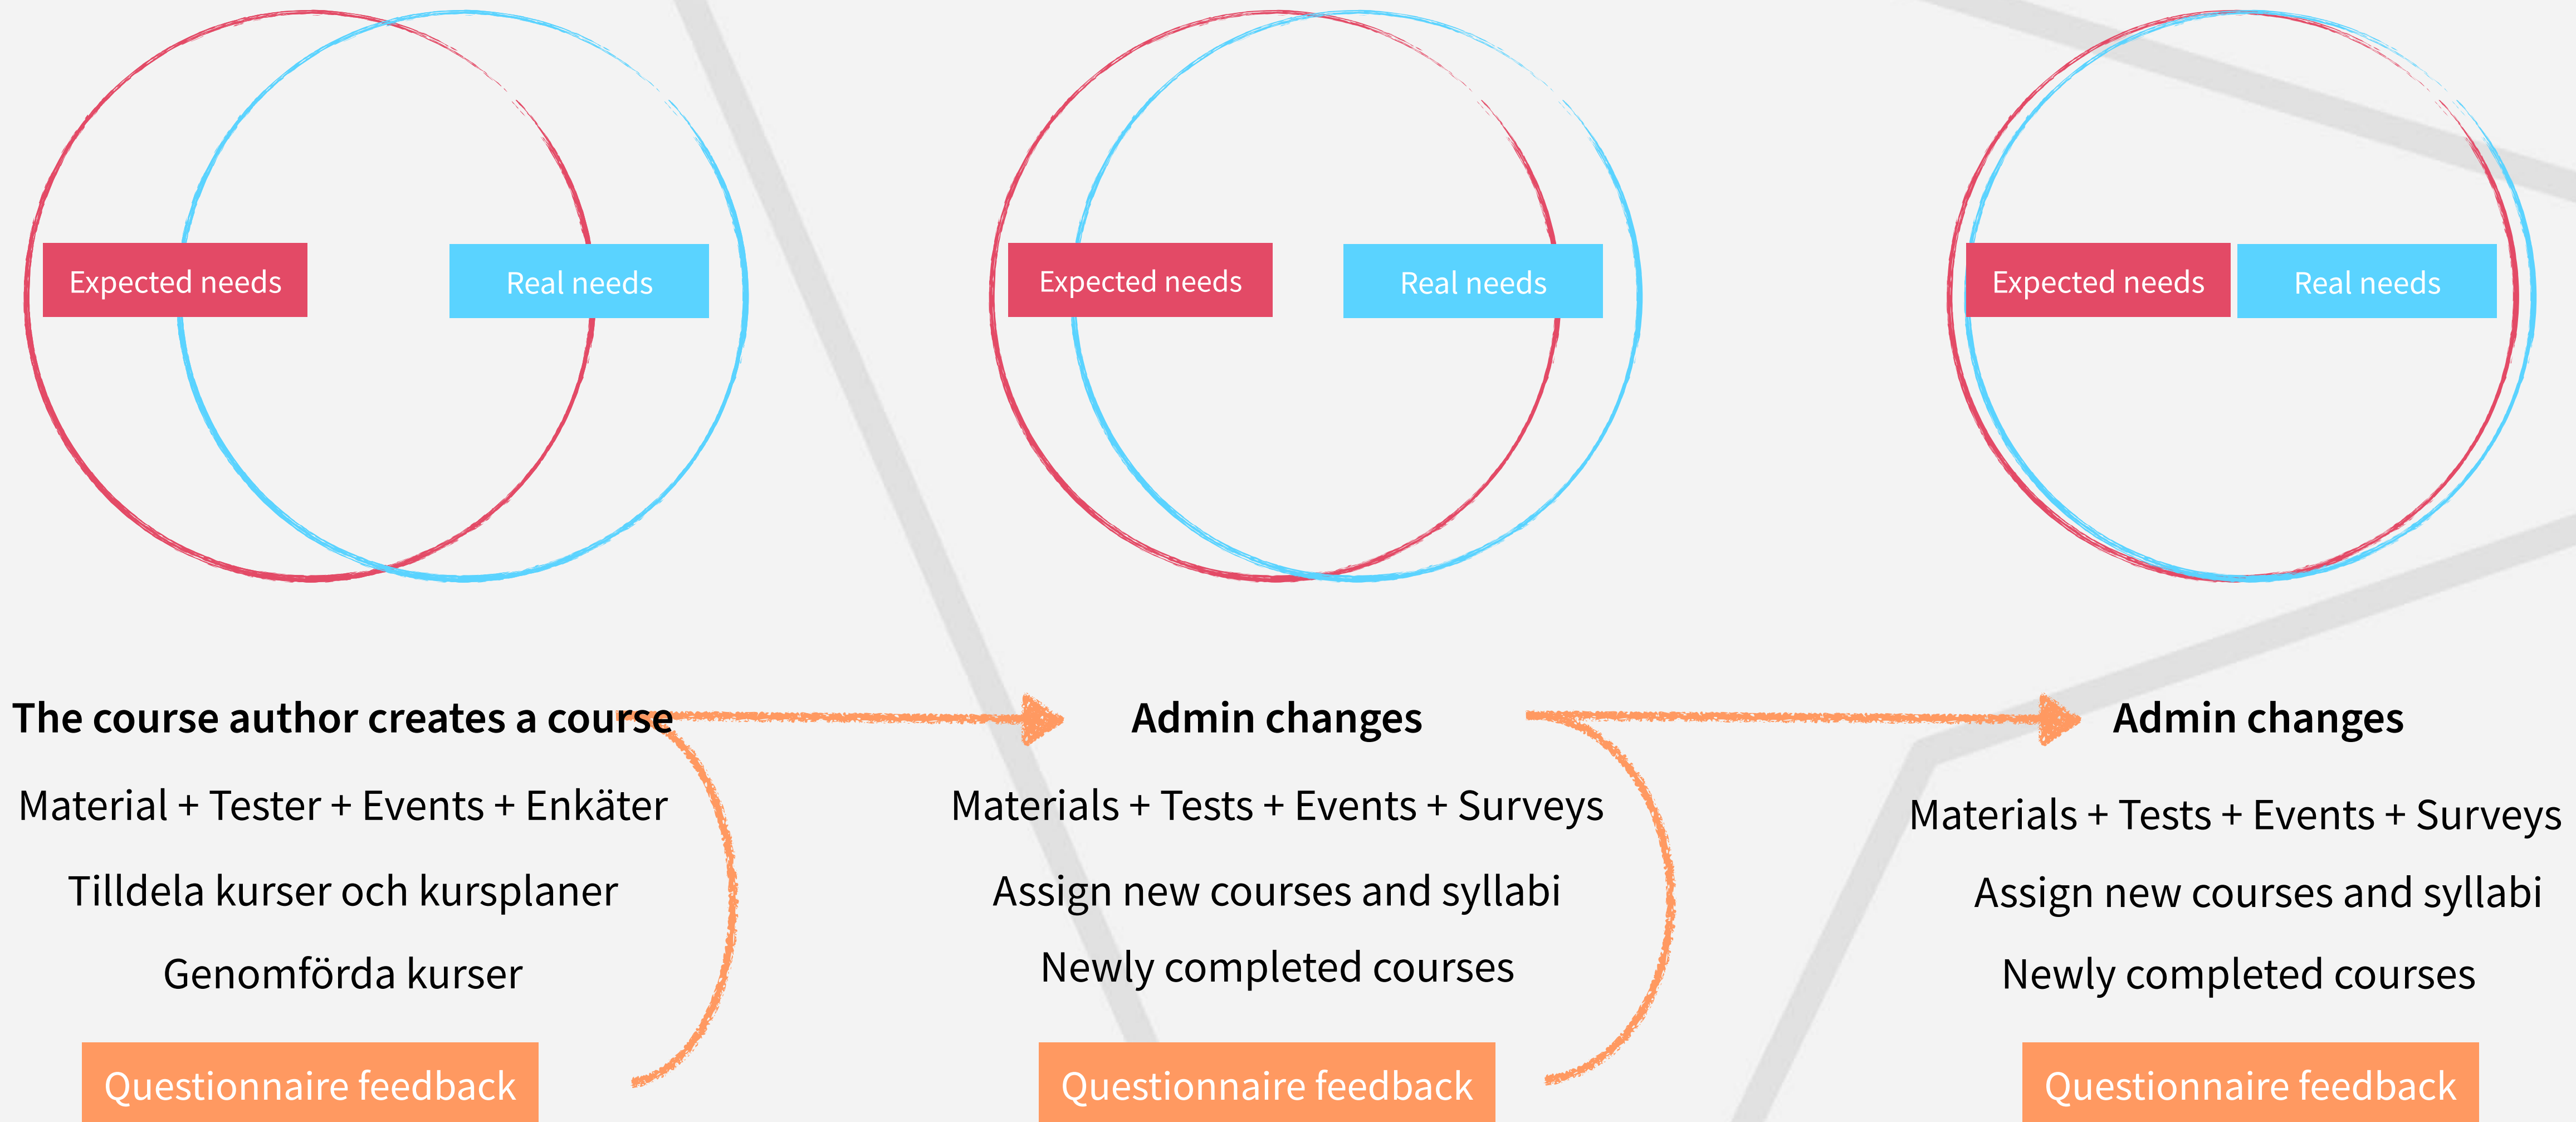 Expected needs
Real needs
Expected needs
Real needs
Expected needs
Real needs
The course author creates a course
Material + Tester + Events + Enkäter
Tilldela kurser och kursplaner
Genomförda kurser
Questionnaire feedback
Admin changes
Materials + Tests + Events + Surveys
Assign new courses and syllabi
Newly completed courses
Questionnaire feedback
Admin changes
Materials + Tests + Events + Surveys
Assign new courses and syllabi
Newly completed courses
Questionnaire feedback